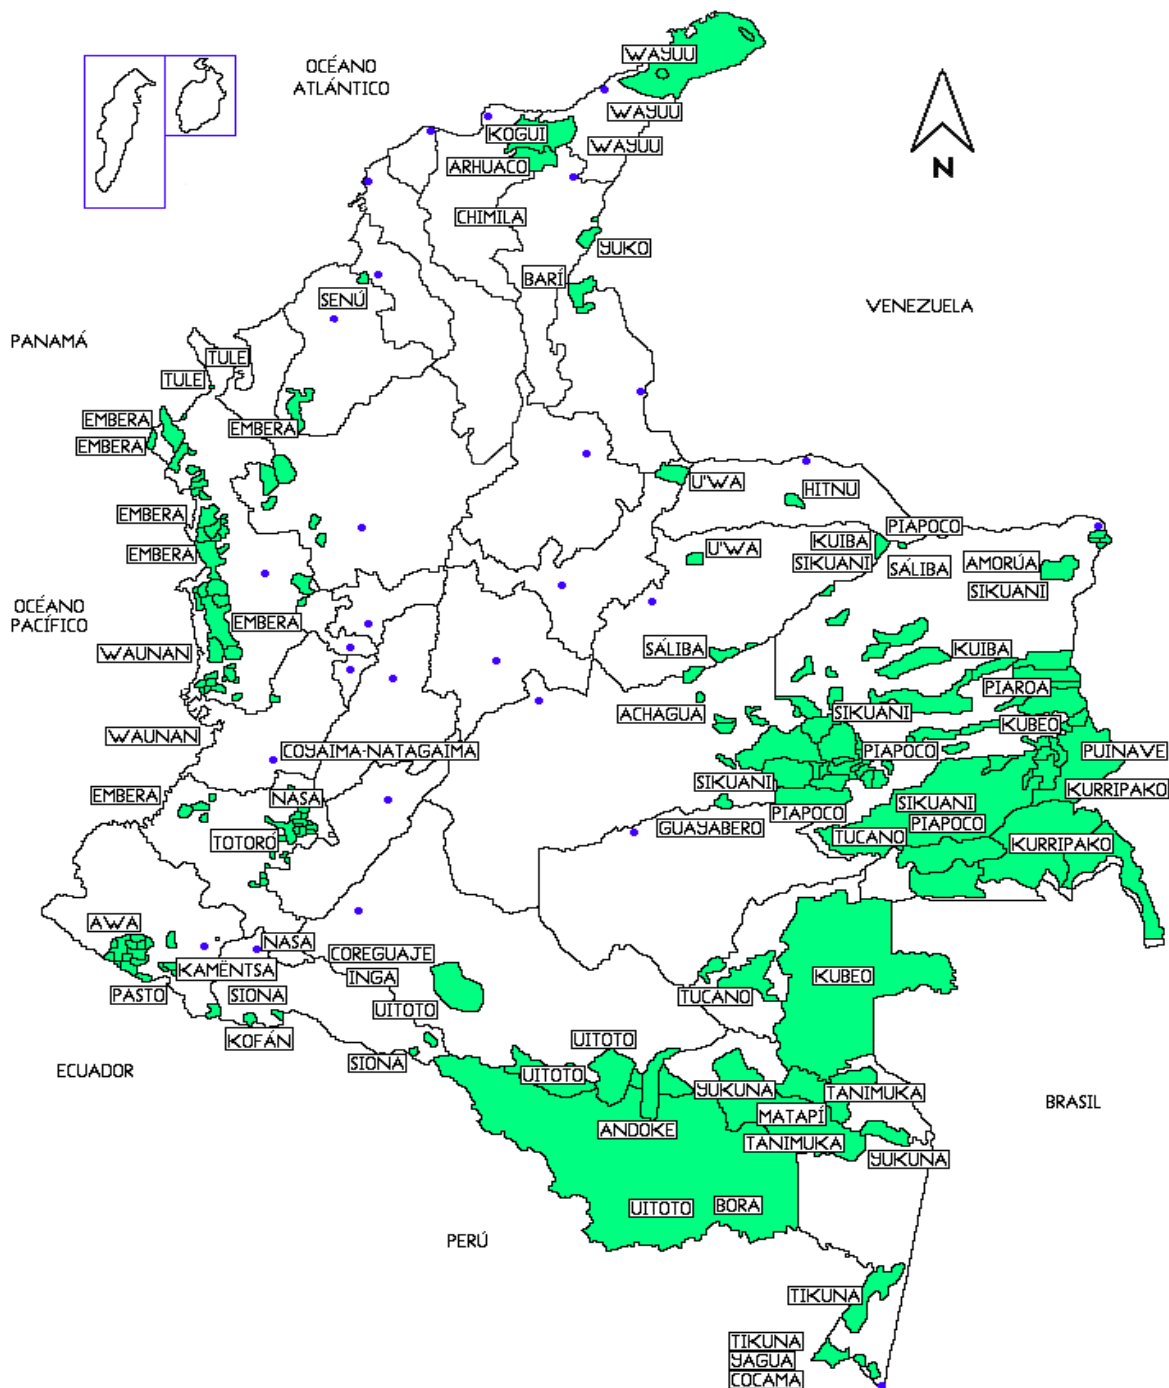 OCÉANO
ATLÁNTICO
WAYUU
WAYUU
KOGUI
WAYUU
ARHUACO
N
CHIMILA
YUKO
BARÍ
SENÚ
VENEZUELA
PANAMÁ
TULE
TULE
EMBERA
EMBERA
EMBERA
U'WA
HITNU
EMBERA
PIAPOCO
KUIBA
EMBERA
U'WA
SIKUANI
SÁLIBA
AMORÚA
SIKUANI
OCÉANO
PACÍFICO
EMBERA
WAUNAN
SÁLIBA
KUIBA
PIAROA
ACHAGUA
SIKUANI
KUBEO
WAUNAN
COYAIMA-NATAGAIMA
PIAPOCO
PUINAVE
SIKUANI
KURRIPAKO
EMBERA
NASA
SIKUANI
PIAPOCO
PIAPOCO
GUAYABERO
TUCANO
TOTORÓ
KURRIPAKO
AWA
NASA
COREGUAJE
KAMËNTSA
INGA
KUBEO
PASTO
SIONA
TUCANO
UITOTO
KOFÁN
UITOTO
SIONA
ECUADOR
UITOTO
YUKUNA
TANIMUKA
BRASIL
MATAPÍ
ANDOKE
TANIMUKA
YUKUNA
UITOTO
BORA
PERÚ
TIKUNA
TIKUNA
YAGUA
COCAMA